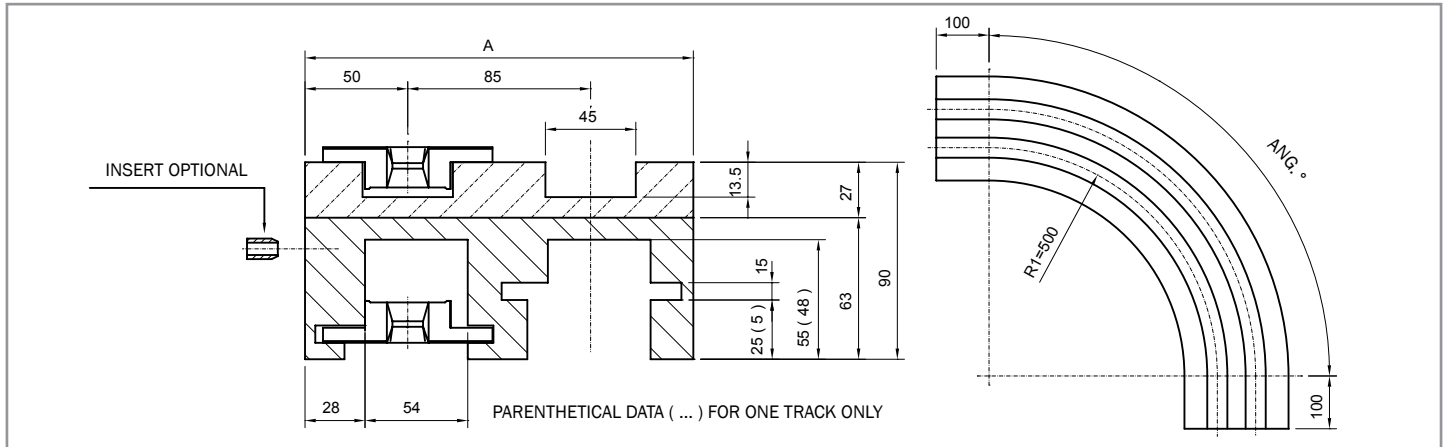 A
50
85
45
INSERT OPTIONAL
13.5
27
15
25 ( 5 )
55 ( 48 )
63
90
28
54
PARENTHETICAL DATA ( ... ) FOR ONE TRACK ONLY
100
ANG. °
R1=500
100